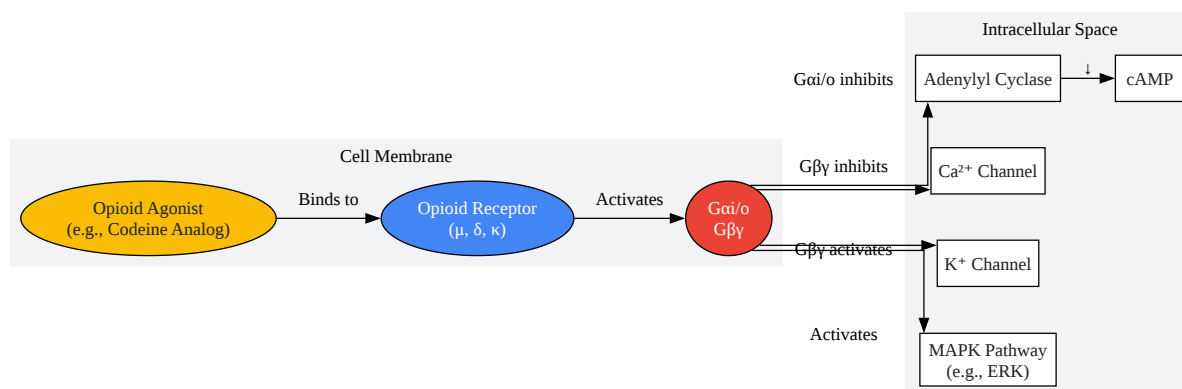 Intracellular Space
Gαi/o inhibits
Adenylyl Cyclase
↓
cAMP
Cell Membrane
Gβγ inhibits
Ca²⁺ Channel
Opioid Agonist
(e.g., Codeine Analog)
Binds to
Opioid Receptor
(μ, δ, κ)
Activates
Gαi/o
Gβγ
Gβγ activates
K⁺ Channel
Activates
MAPK Pathway
(e.g., ERK)